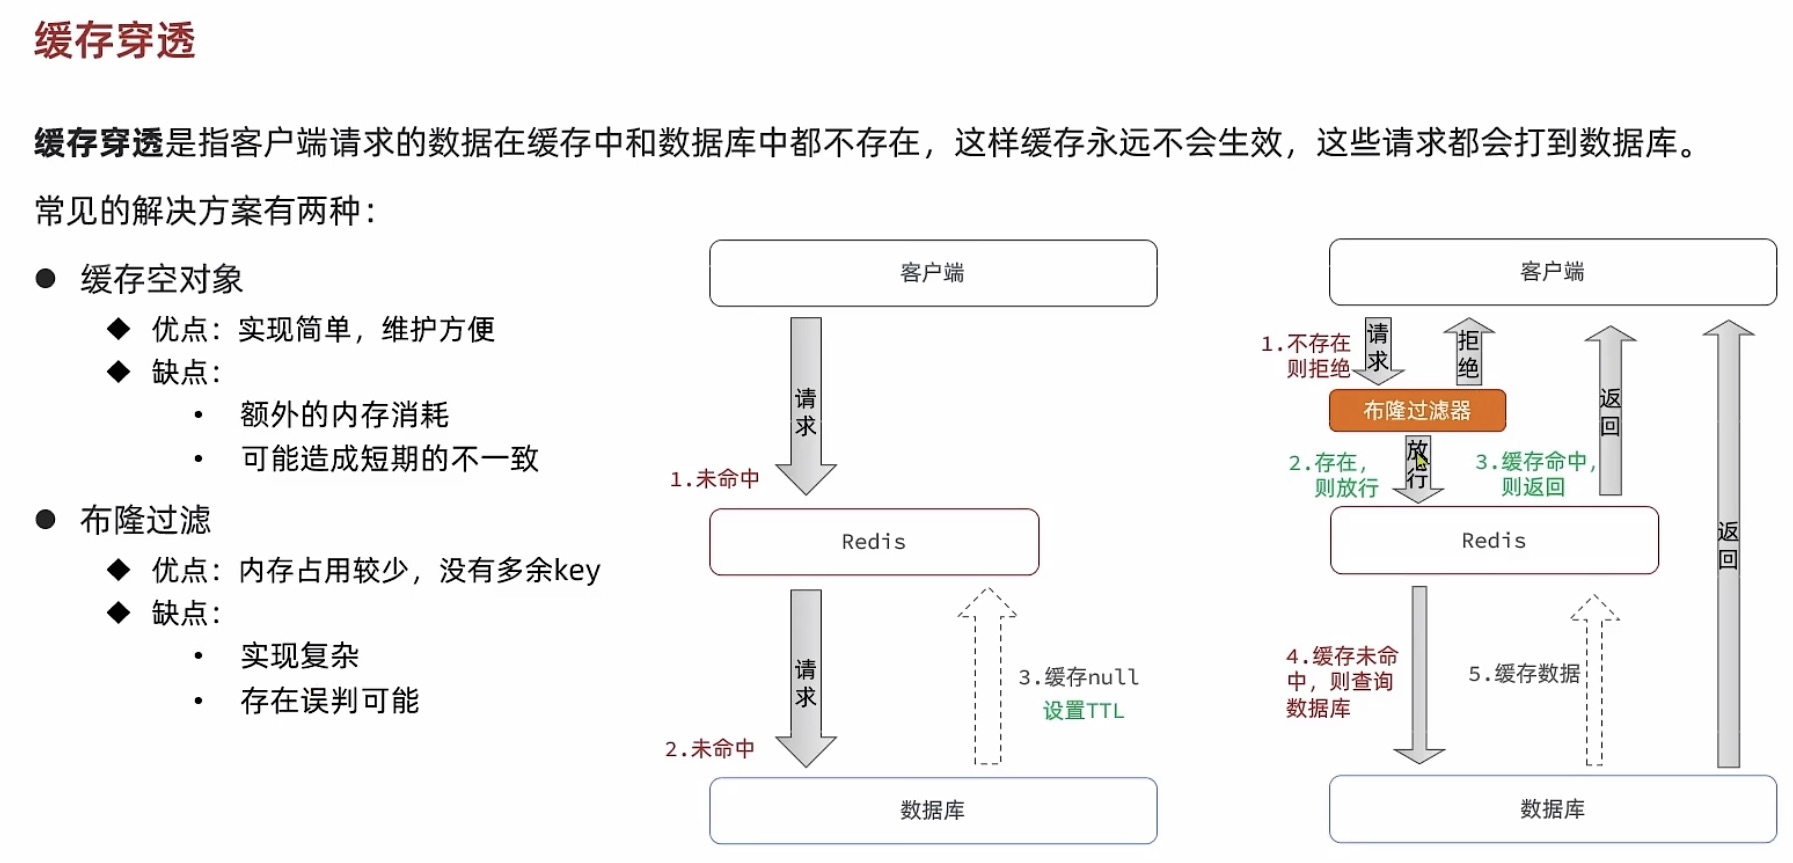 缓存穿透
缓存穿透是指客户端请求的数据在缓存中和数据库中都不存在，这样缓存永远不会生效，这些请求都会打到数据库。
常见的解决方案有两种：
● 缓存空对象
◆ 优点：实现简单，维护方便
◆ 缺点：
• 额外的内存消耗
• 可能造成短期的不一致
● 布隆过滤
◆ 优点：内存占用较少，没有多余key
◆ 缺点：
• 实现复杂
• 存在误判可能
客户端
请求
1.未命中
Redis
请求
2.未命中
3.缓存null
设置TTL
数据库
客户端
1.不存在
则拒绝
请求
拒绝
布隆过滤器
2.存在，
则放行
放行
3.缓存命中，
则返回
返回
Redis
4.缓存未命
中，则查询
数据库
5.缓存数据
返回
数据库